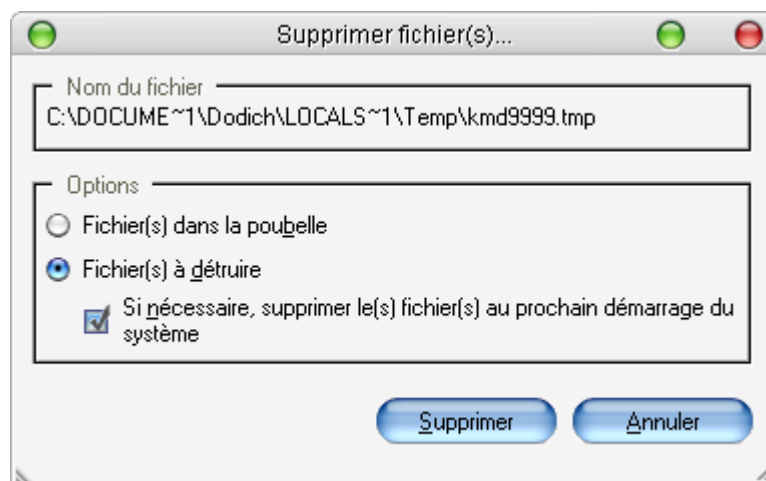 Supprimer fichier(s)...
Nom du fichier
C:\DOCUME~1\Dodich\LOCALS~1\Temp\kmd9999.tmp
Options
Fichier(s) dans la poubelle
Fichier(s) à détruire
Si nécessaire, supprimer le(s) fichier(s) au prochain démarrage du
système
Supprimer
Annuler